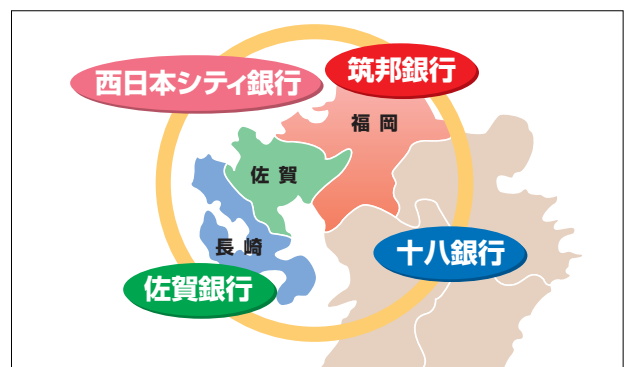 筑邦銀行
西日本シティ銀行
福岡
佐賀
長崎
十八銀行
佐賀銀行